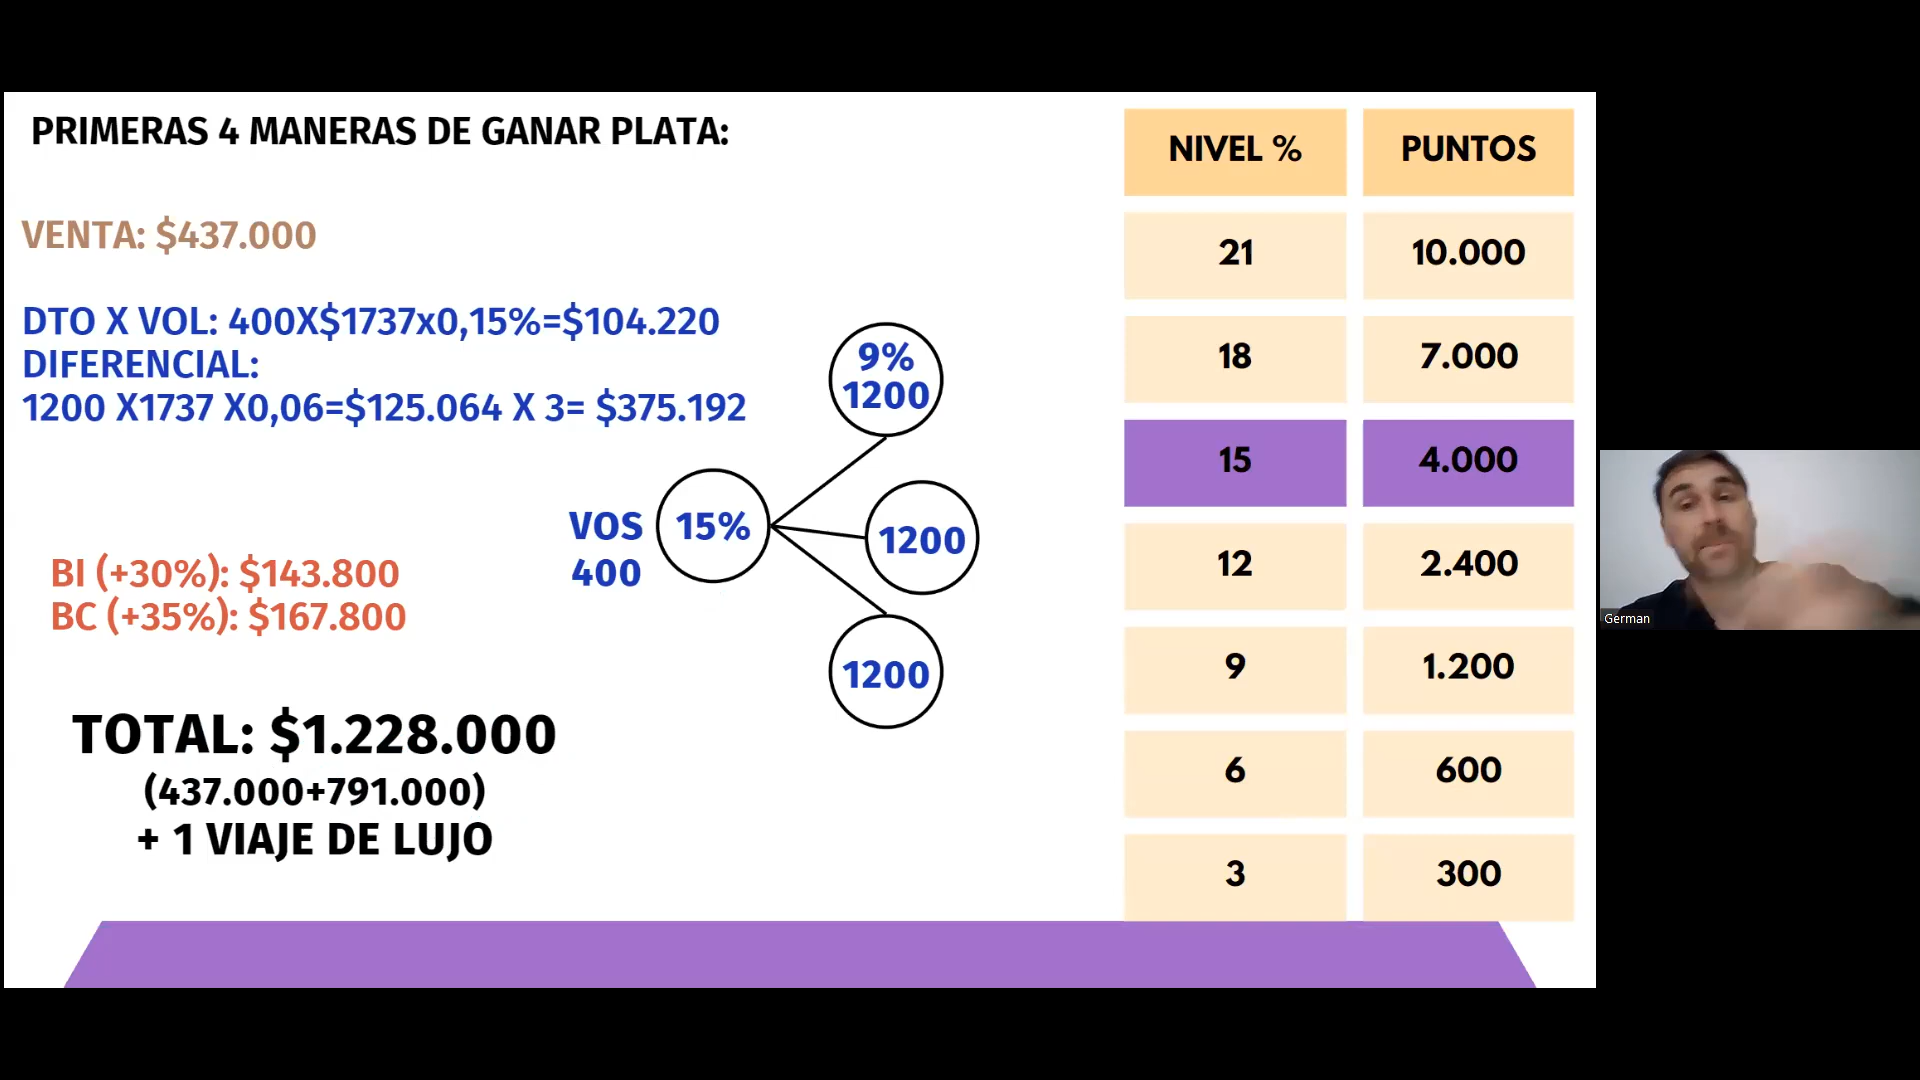 PRIMERAS 4 MANERAS DE GANAR PLATA:
VENTA: $437.000
DTO X VOL: 400X$1737x0,15%=$104.220
DIFERENCIAL:
1200 X1737 X0,06=$125.064 X 3= $375.192
BI (+30%): $143.800
BC (+35%): $167.800
TOTAL: $1.228.000
(437.000+791.000)
+ 1 VIAJE DE LUJO
VOS
400
15%
9%
1200
1200
1200
NIVEL % PUNTOS
21 10.000
18 7.000
15 4.000
12 2.400
9 1.200
6 600
3 300
German